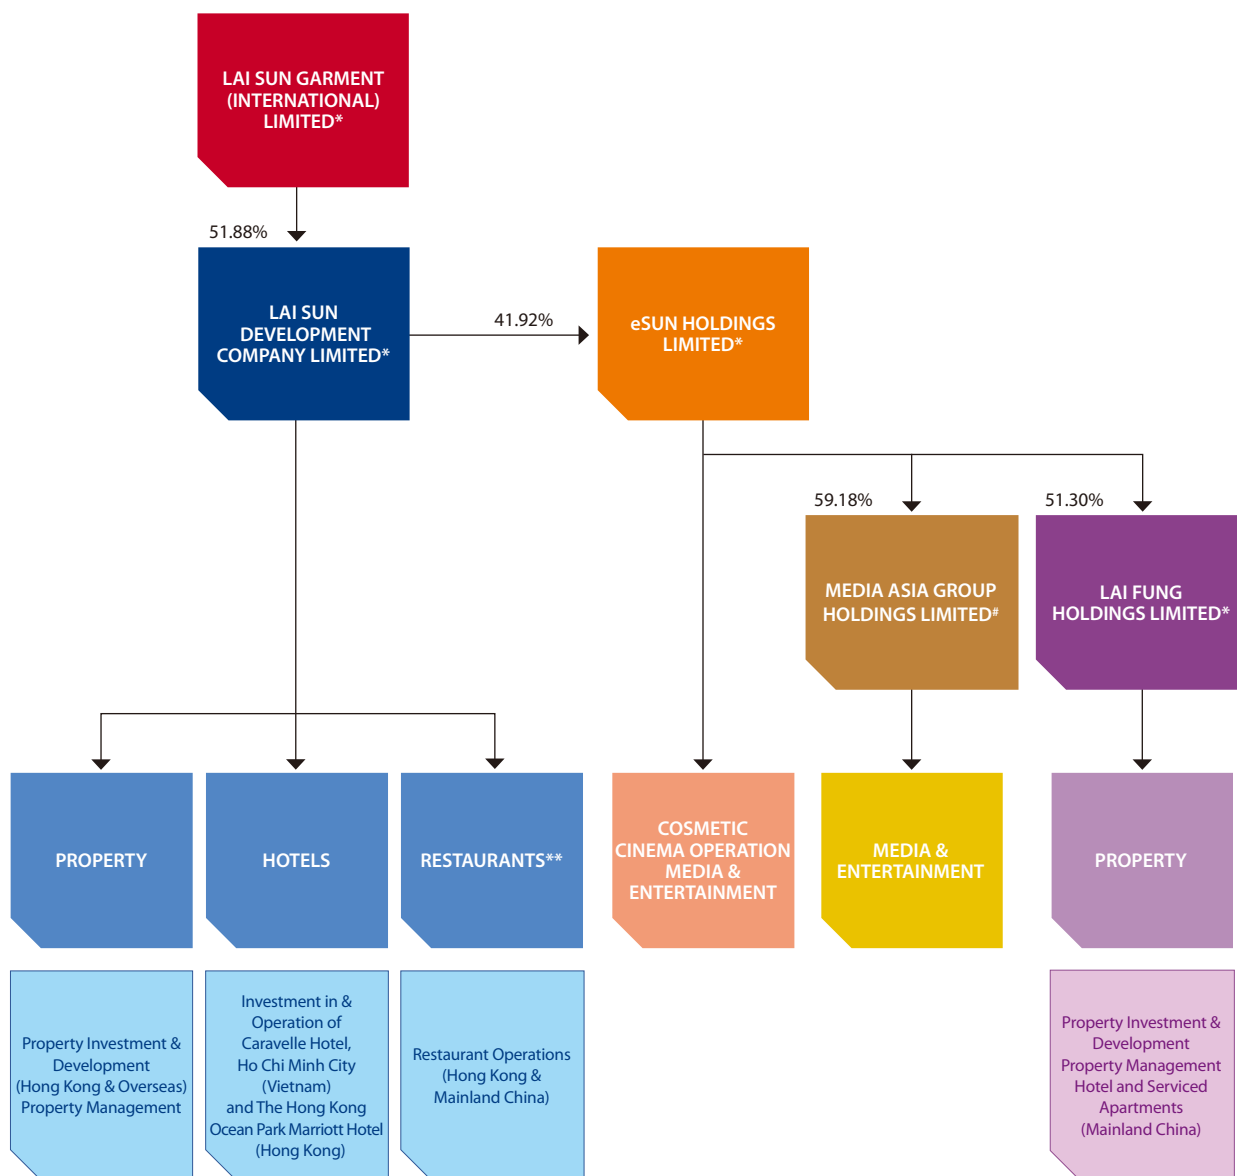 LAI SUN GARMENT
(INTERNATIONAL)
LIMITED*
51.88%
LAI SUN
DEVELOPMENT
COMPANY LIMITED*
41.92%
eSUN HOLDINGS
LIMITED*
59.18%
51.30%
MEDIA ASIA GROUP
HOLDINGS LIMITED#
LAI FUNG
HOLDINGS LIMITED*
PROPERTY
HOTELS
RESTAURANTS**
COSMETIC
CINEMA OPERATION
MEDIA &
ENTERTAINMENT
MEDIA &
ENTERTAINMENT
PROPERTY
Property Investment &
Development
(Hong Kong & Overseas)
Property Management
Investment in &
Operation of
Caravelle Hotel,
Ho Chi Minh City
(Vietnam)
and The Hong Kong
Ocean Park Marriott Hotel
(Hong Kong)
Restaurant Operations
(Hong Kong &
Mainland China)
Property Investment &
Development
Property Management
Hotel and Serviced
Apartments
(Mainland China)